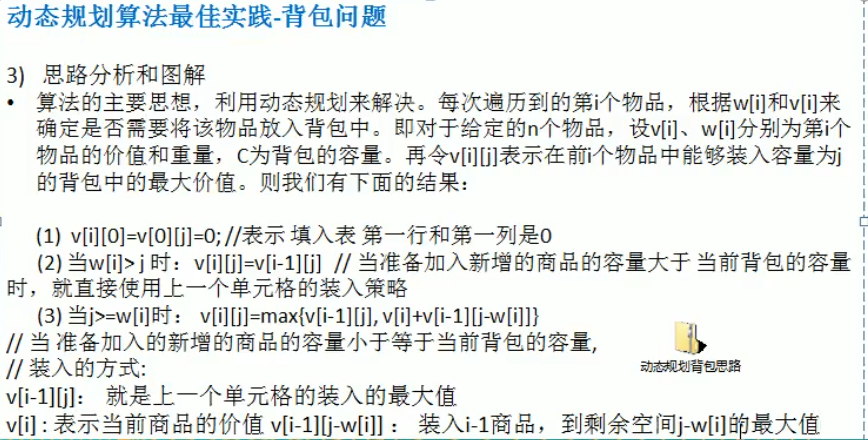 动态规划算法最佳实践-背包问题
3) 思路分析和图解
• 算法的主要思想，利用动态规划来解决。每次遍历到的第i个物品，根据w[i]和v[i]来
确定是否需要将该物品放入背包中。即对于给定的n个物品，设v[i]、w[i]分别为第i个
物品的价值和重量，C为背包的容量。再令v[i][j]表示在前i个物品中能够装入容量为j
的背包中的最大价值。则我们有下面的结果：
(1) v[i][0]=v[0][j]=0; //表示 填入表 第一行和第一列是0
(2) 当w[i]> j 时：v[i][j]=v[i-1][j] // 当准备加入新增的商品的容量大于 当前背包的容量
时，就直接使用上一个单元格的装入策略
(3) 当j>=w[i]时： v[i][j]=max{v[i-1][j], v[i]+v[i-1][j-w[i]]}
// 当 准备加入的新增的商品的容量小于等于当前背包的容量,
// 装入的方式:
v[i-1][j]： 就是上一个单元格的装入的最大值
v[i] : 表示当前商品的价值 v[i-1][j-w[i]] ： 装入i-1商品，到剩余空间j-w[i]的最大值
动态规划背包思路